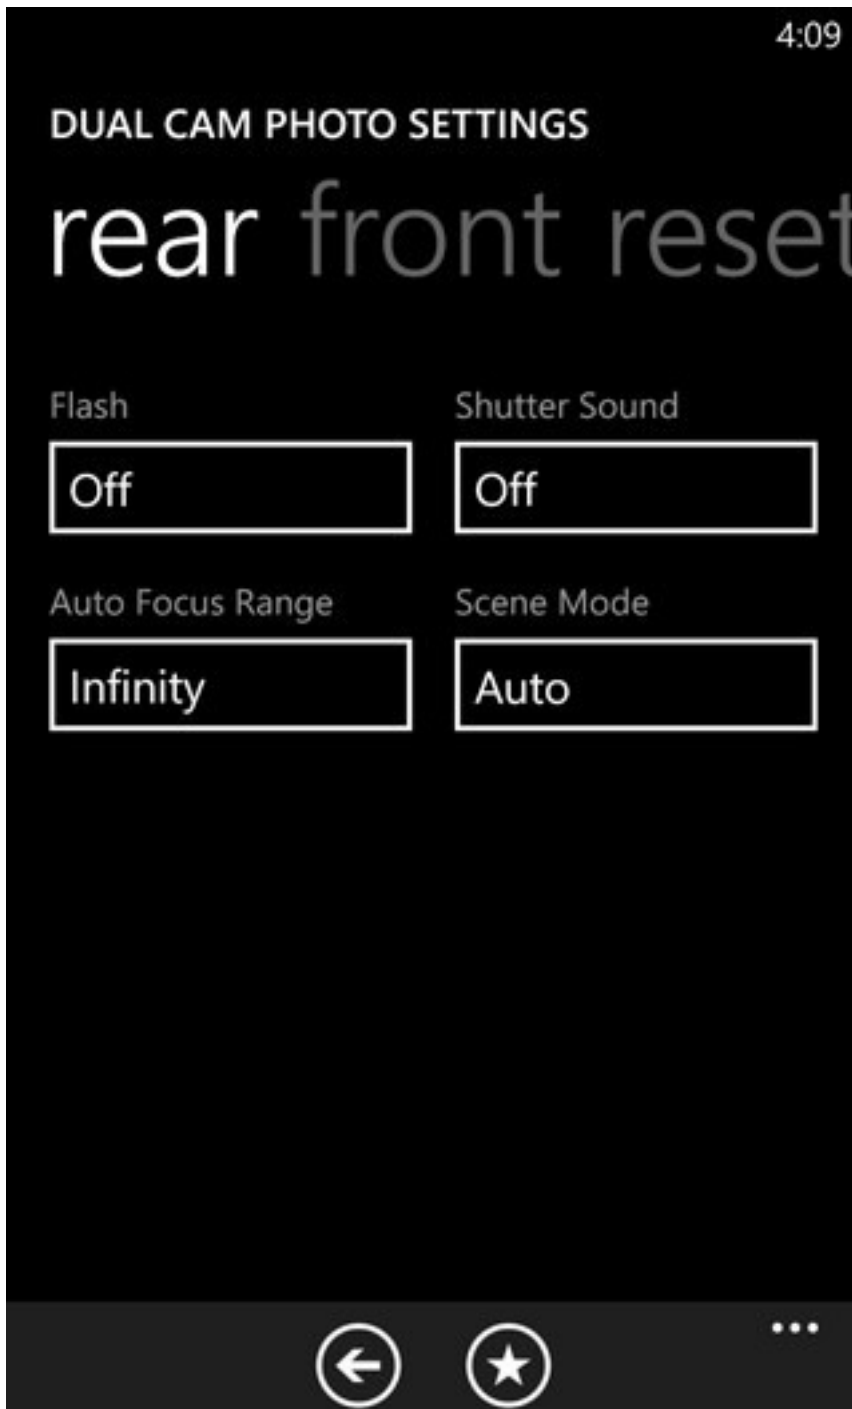 4:09
DUAL CAM PHOTO SETTINGS
rear front reset
Flash Shutter Sound
Off Off
Auto Focus Range Scene Mode
Infinity Auto